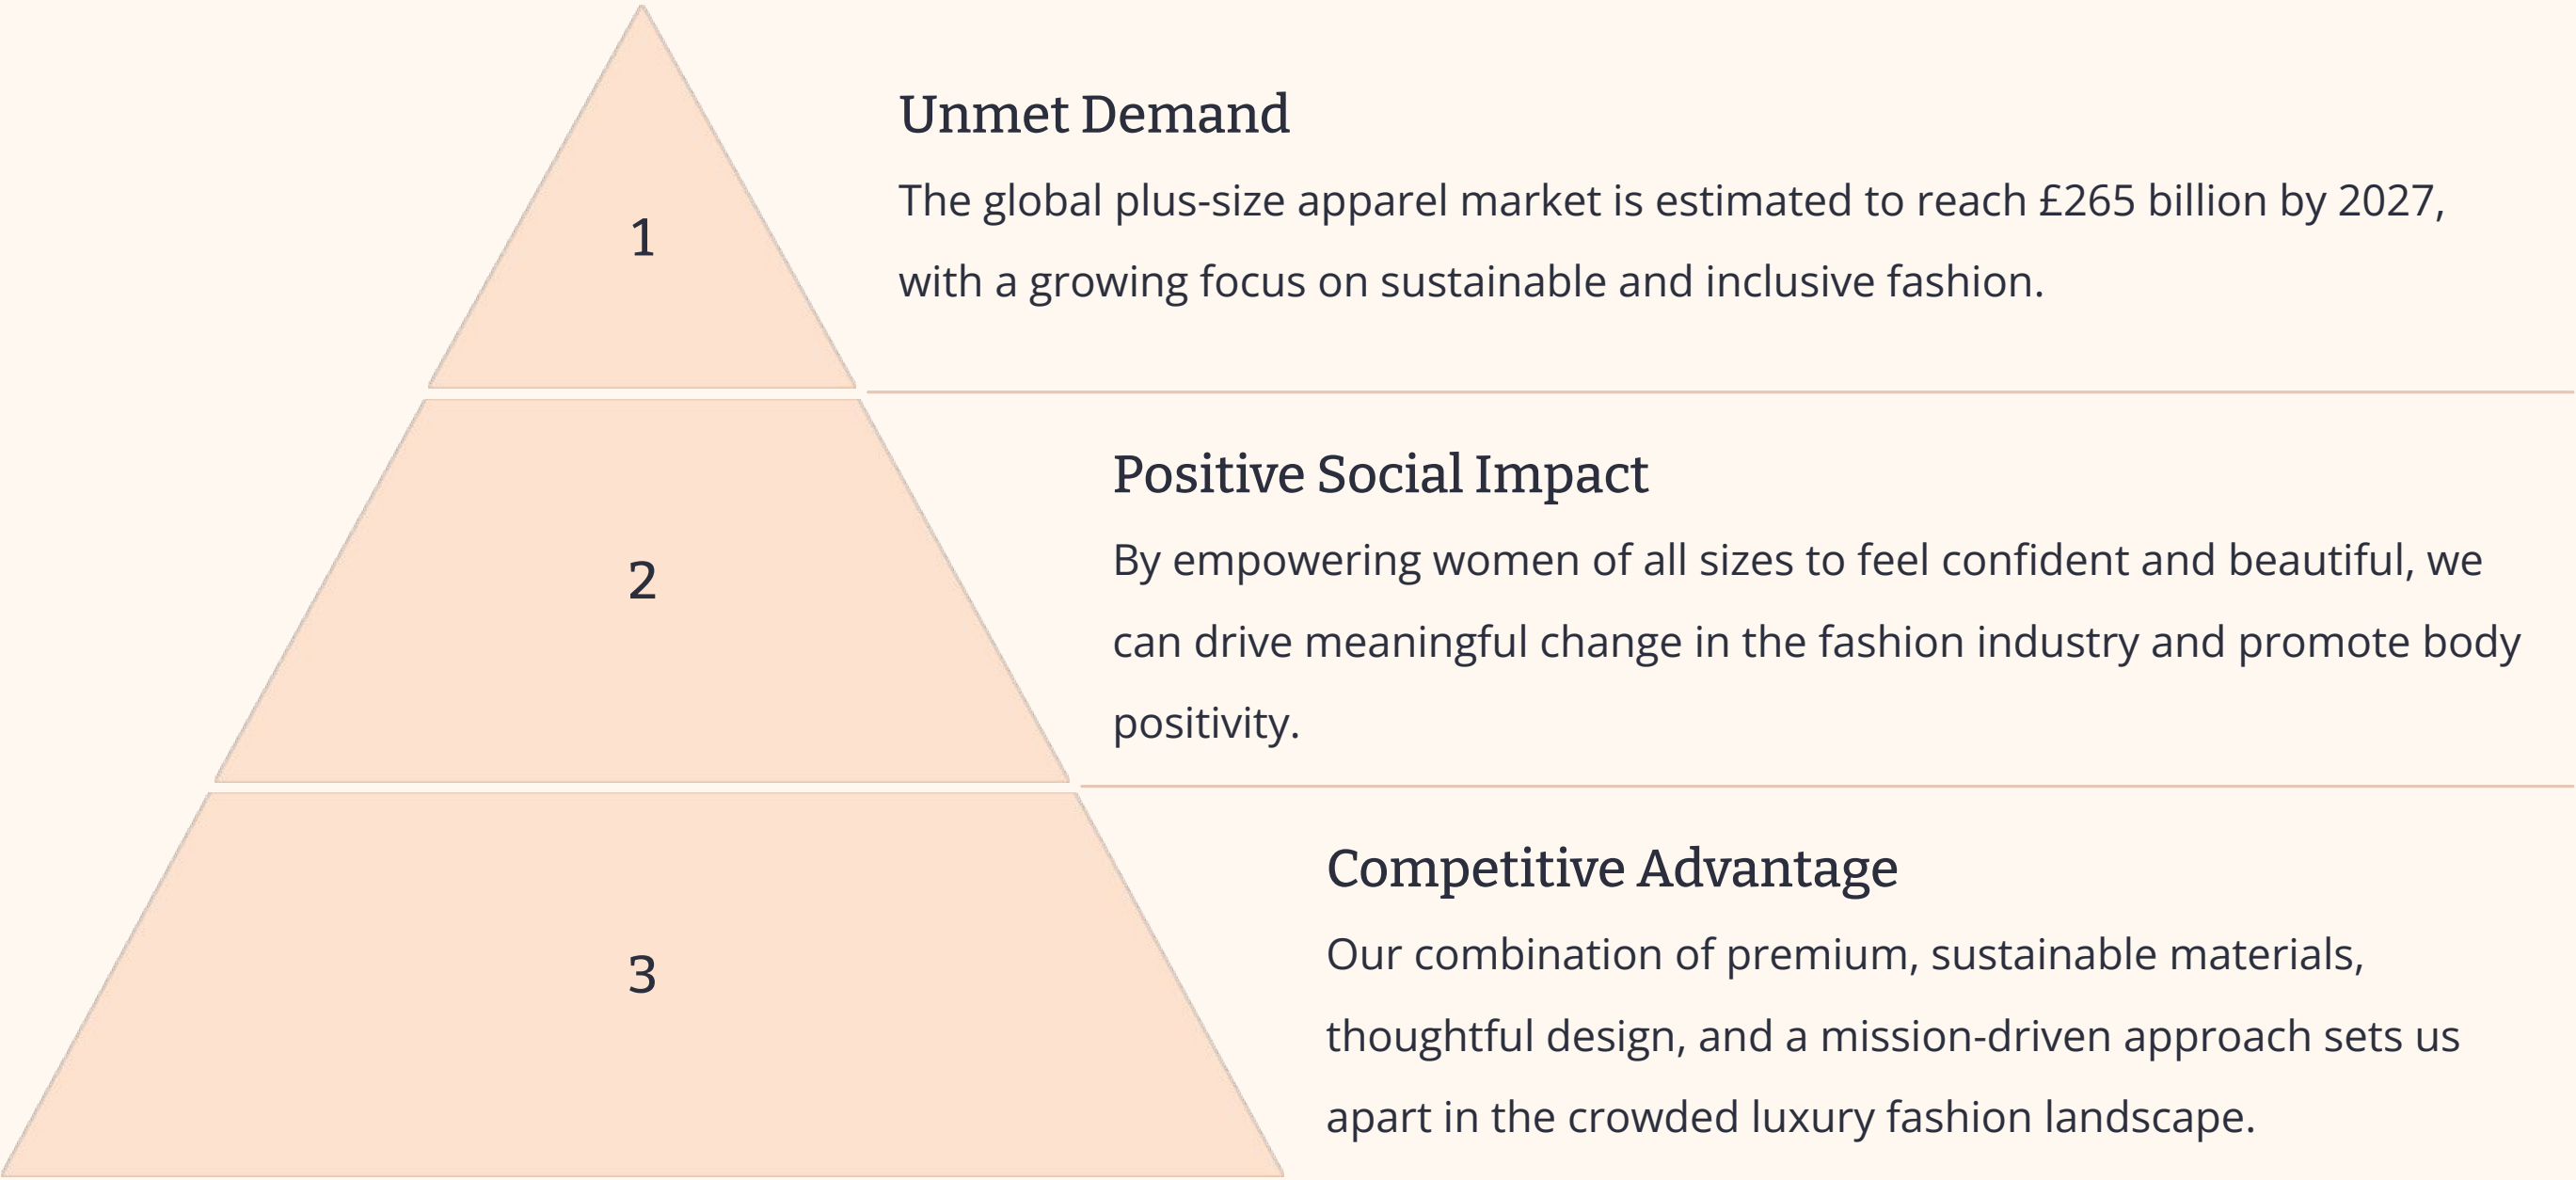 1
Unmet Demand
The global plus-size apparel market is estimated to reach £265 billion by 2027,
with a growing focus on sustainable and inclusive fashion.
2
Positive Social Impact
By empowering women of all sizes to feel confident and beautiful, we
can drive meaningful change in the fashion industry and promote body
positivity.
3
Competitive Advantage
Our combination of premium, sustainable materials,
thoughtful design, and a mission-driven approach sets us
apart in the crowded luxury fashion landscape.